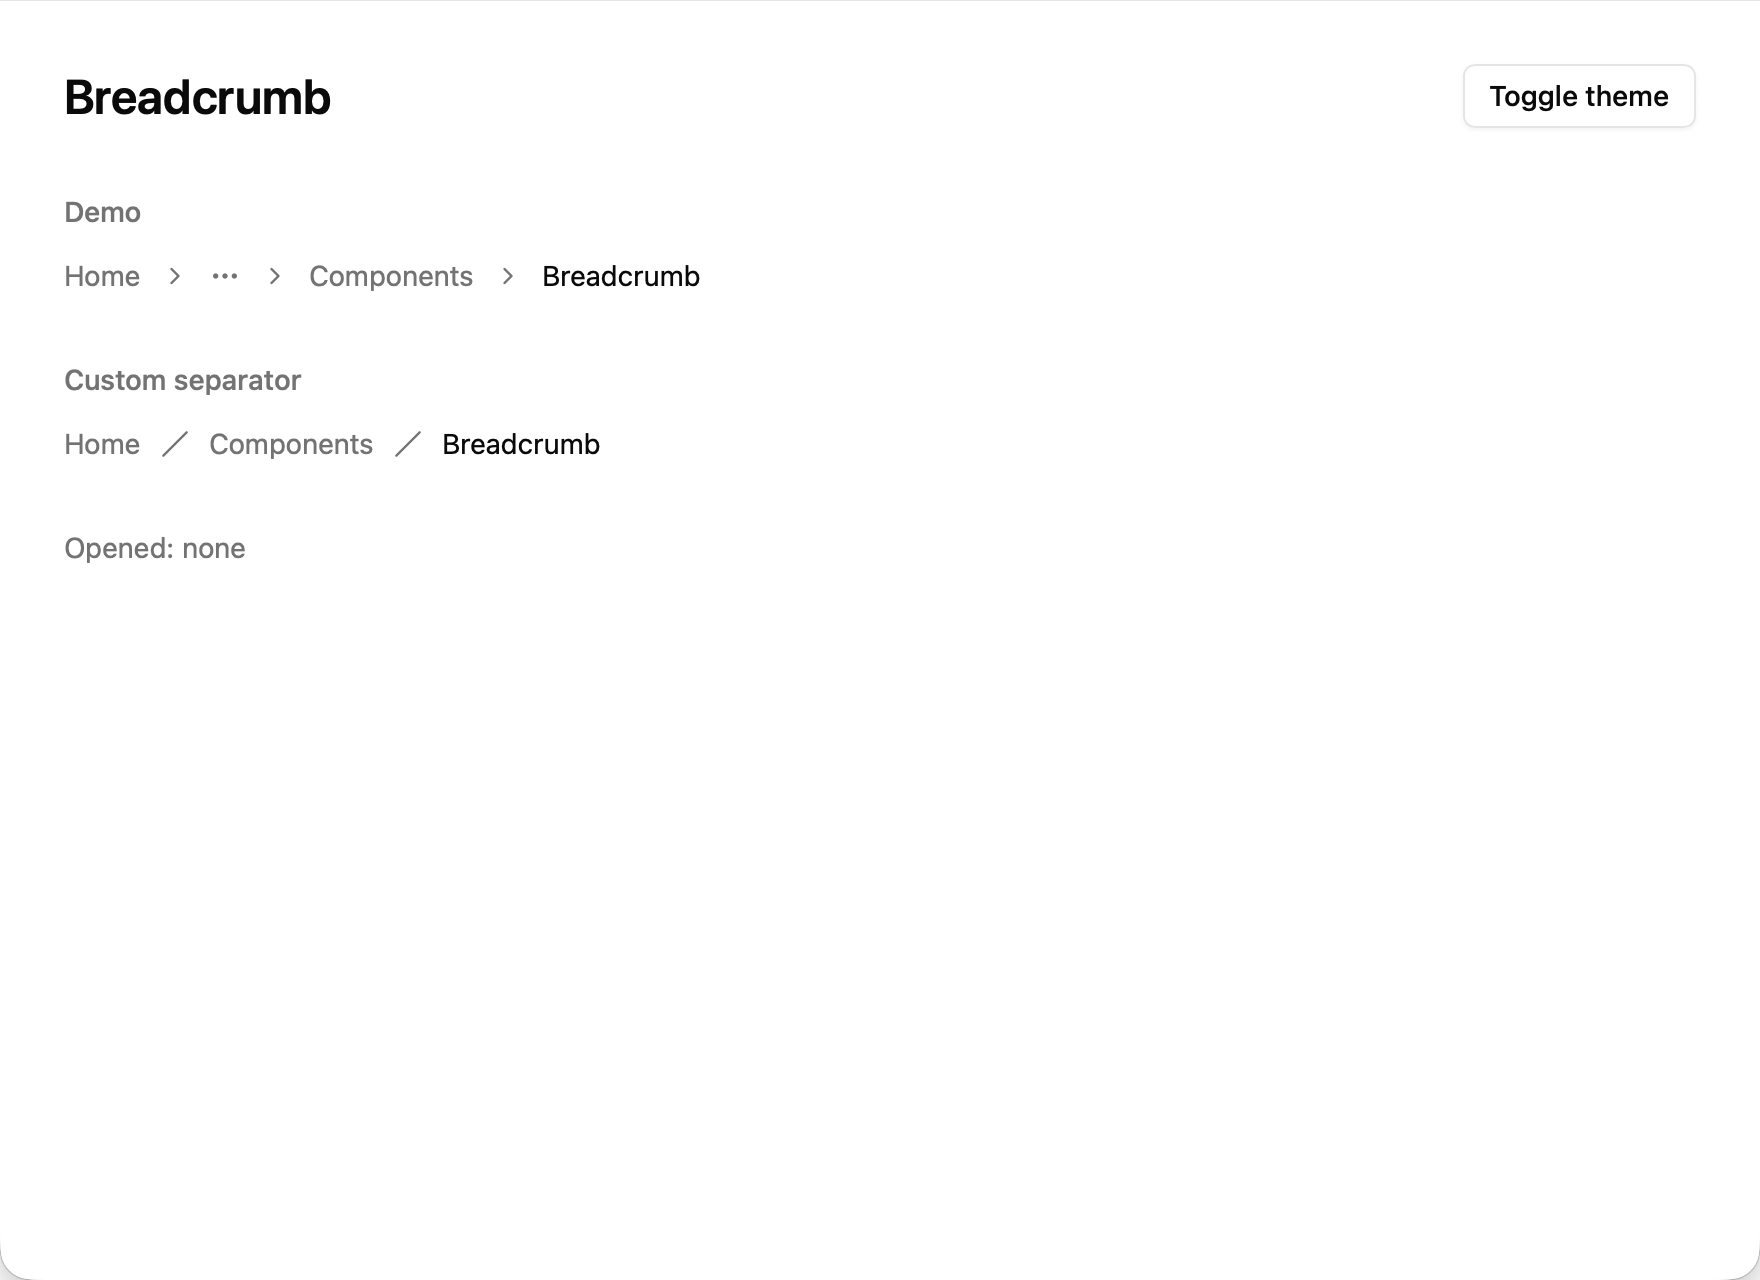 Breadcrumb
Toggle theme
Demo
Home > ··· > Components > Breadcrumb
Custom separator
Home / Components / Breadcrumb
Opened: none